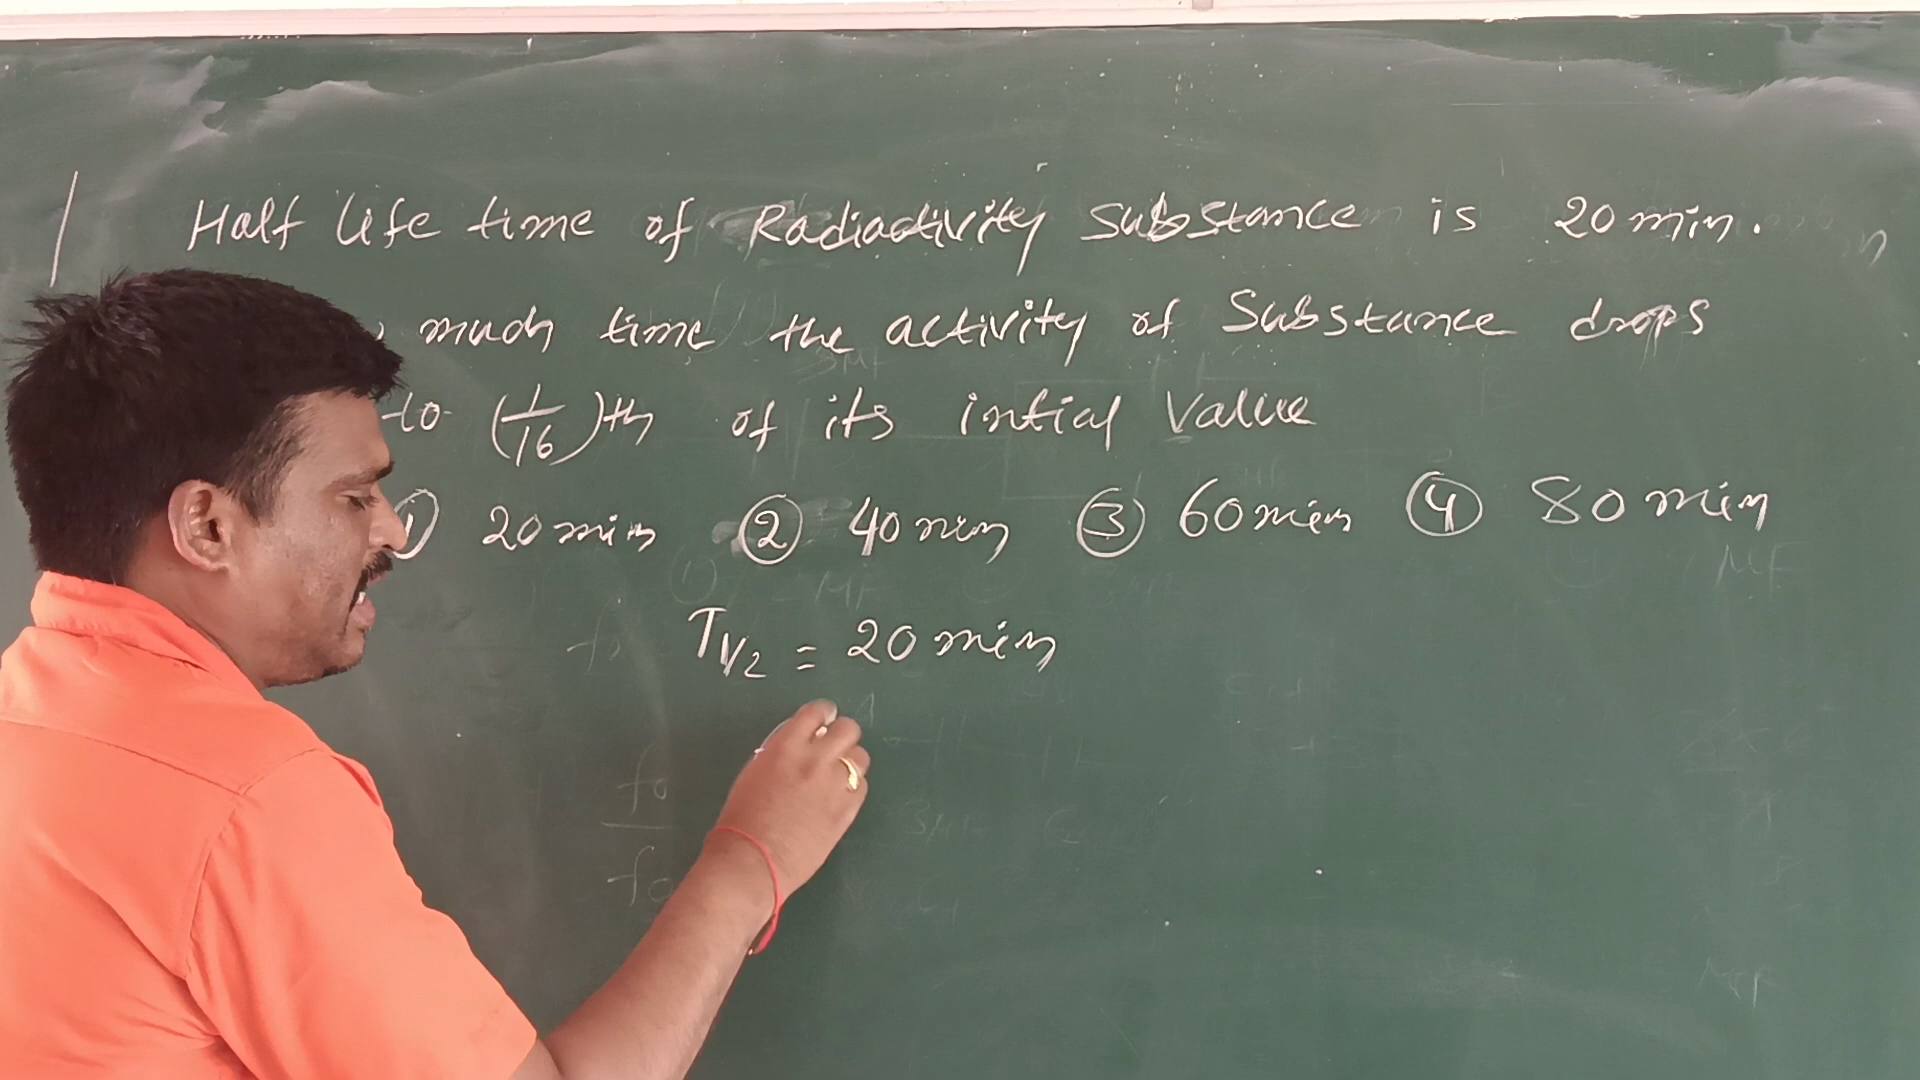 Half life time of Radiactivity substance is 20 min.
much time the activity of Substance drops
to (1/16)th of its intial Value
① 20 min ② 40 min ③ 60 min ④ 80 min
T1/2 = 20 min